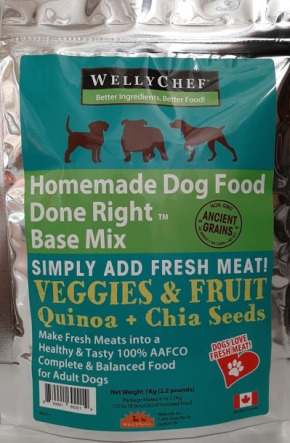 WELLYCHEF
Better Ingredients, Better Food!
Homemade Dog Food
Done Right ™
Base Mix
NON GMO
ANCIENT
GRAINS
SIMPLY ADD FRESH MEAT!
VEGGIES & FRUIT
Quinoa + Chia Seeds
Make Fresh Meats into a
Healthy & Tasty 100% AAFCO
Complete & Balanced Food
for Adult Dogs
DOGS LOVE
FRESH MEAT!
Net Weight 1Kg (2.2 pounds)